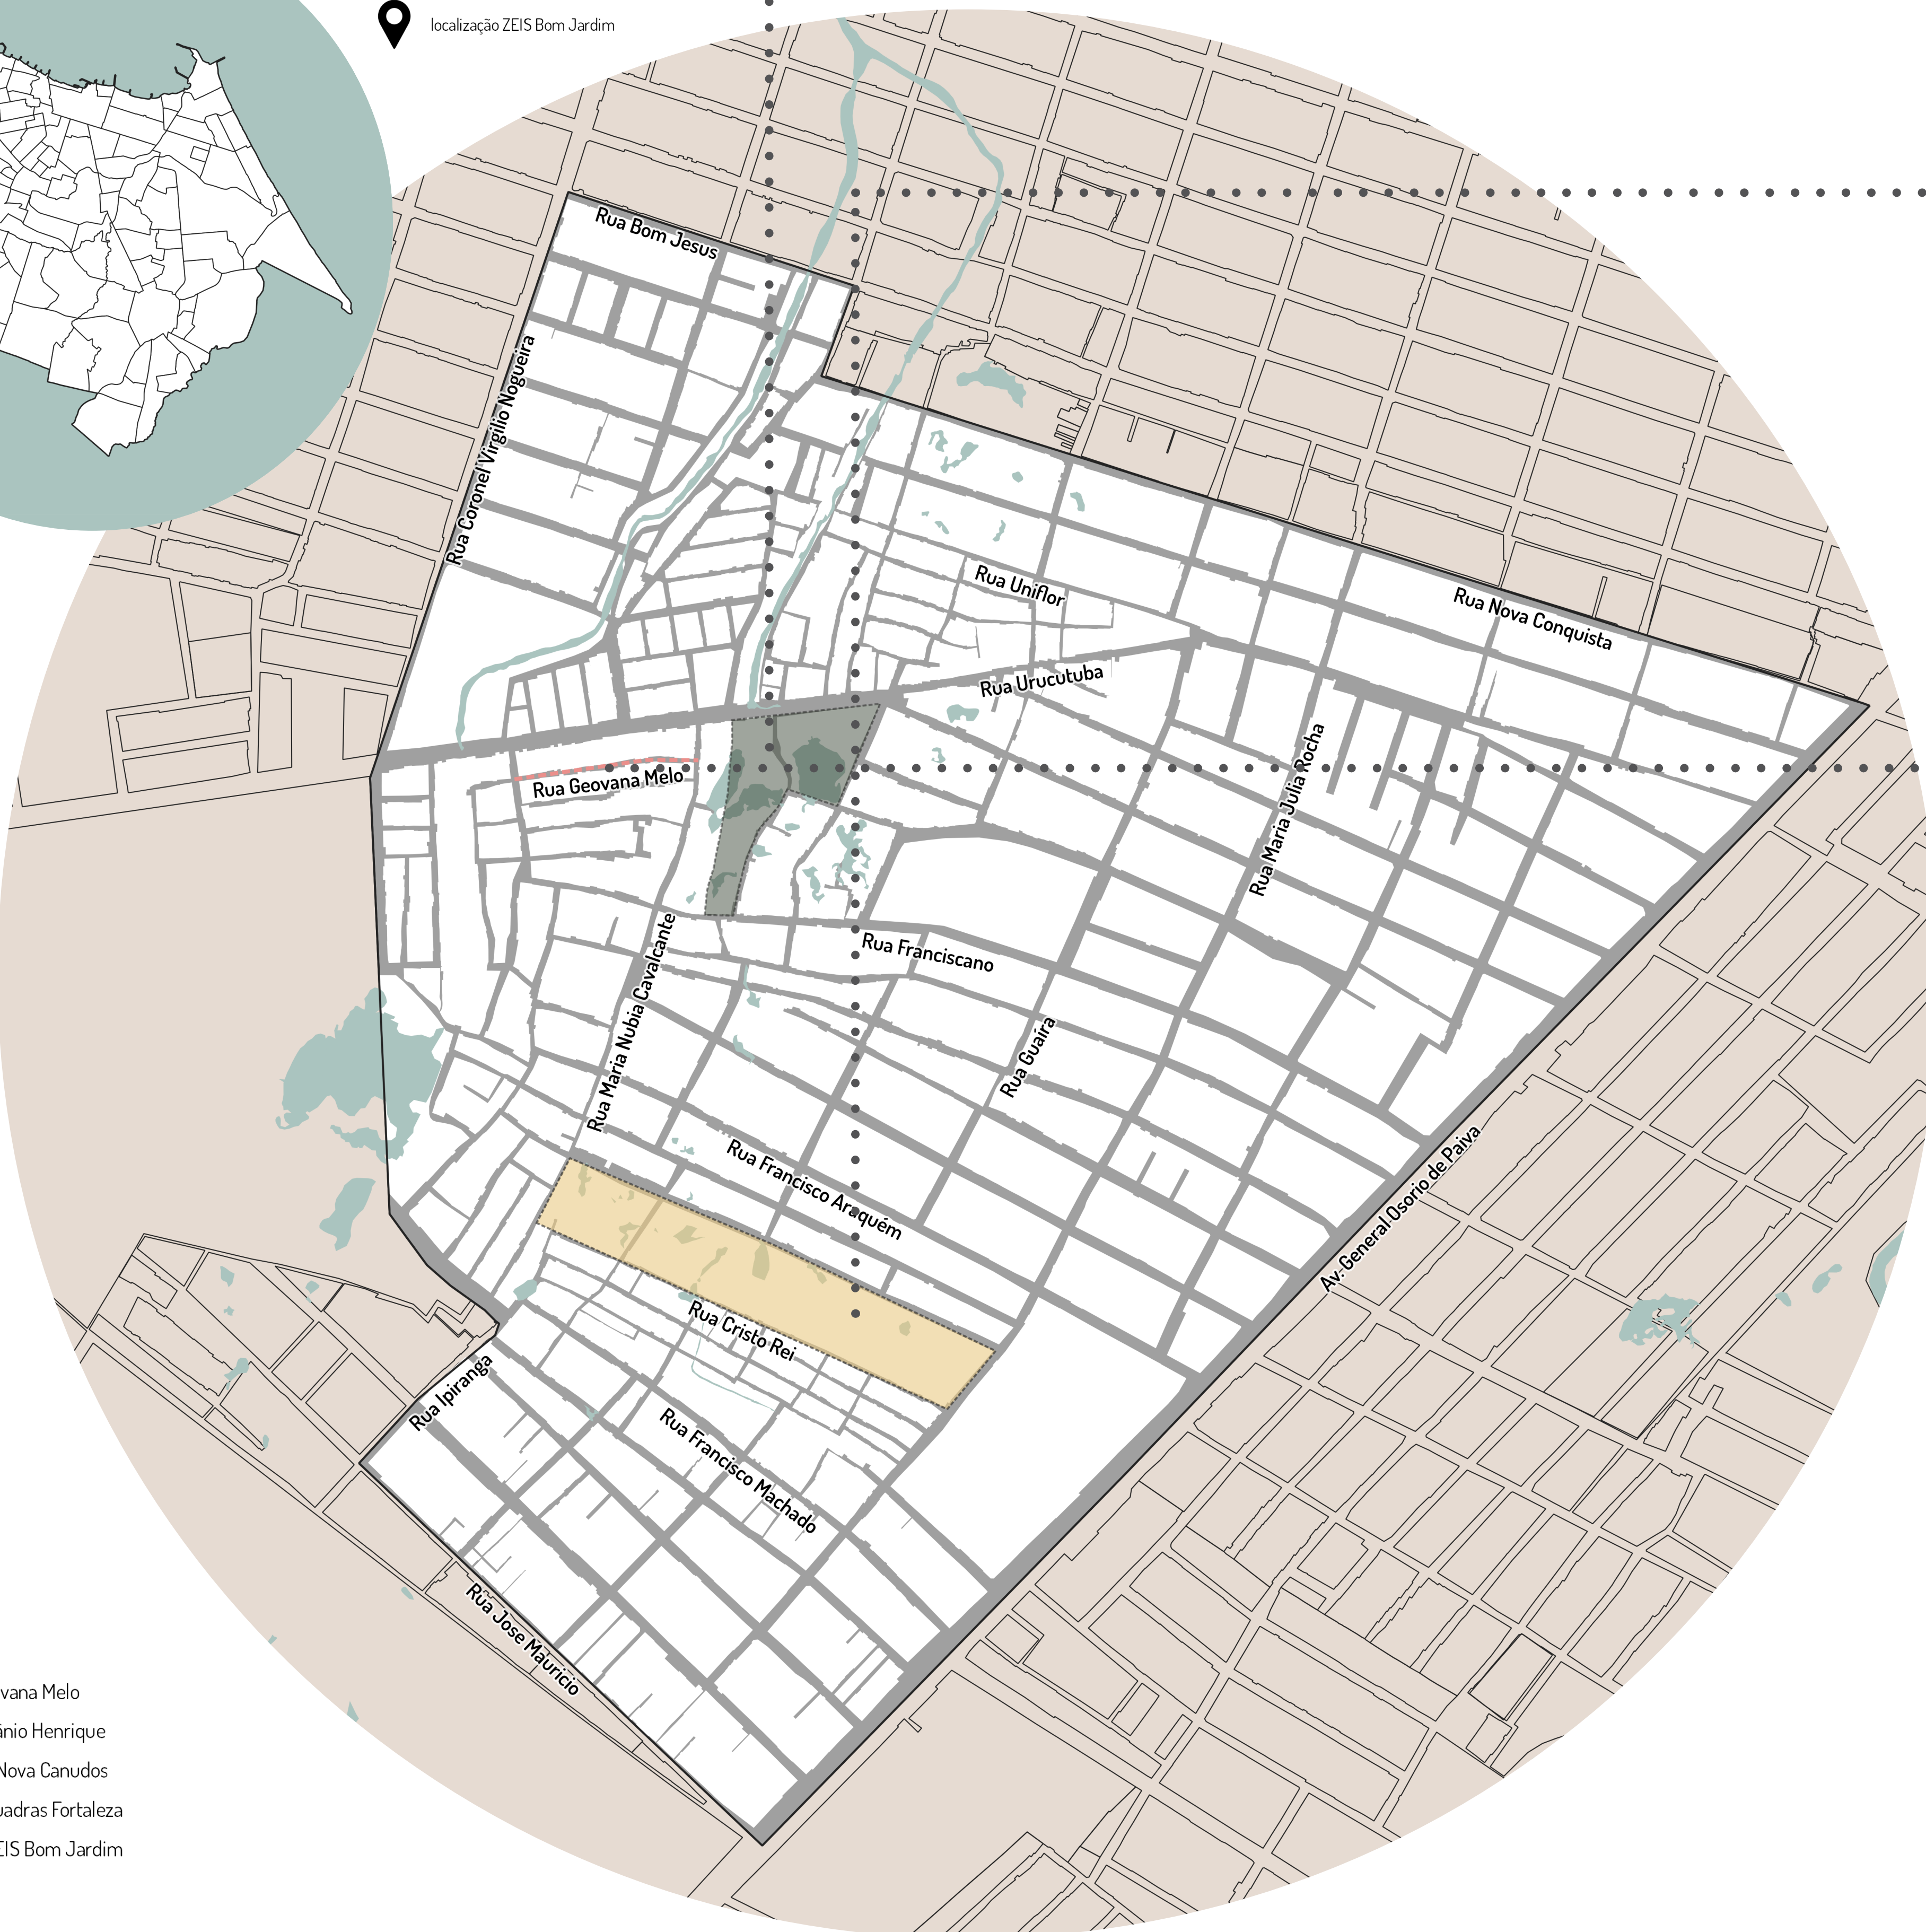 localização ZEIS Bom Jardim
Rua Bom Jesus
Rua Coronel Virgílio Nogueira
Rua Uniflor
Rua Nova Conquista
Rua Urucutuba
Rua Geovana Melo
Rua Maria Julia Rocha
Rua Franciscano
Rua Maria Nubia Cavalcante
Rua Guaíra
Rua Francisco Araquém
Av. General Osorio de Paiva
Rua Cristo Rei
Rua Ipiranga
Rua Francisco Machado
Rua Jose Mauricio
vana Melo
ânio Henrique
Nova Canudos
uadras Fortaleza
EIS Bom Jardim